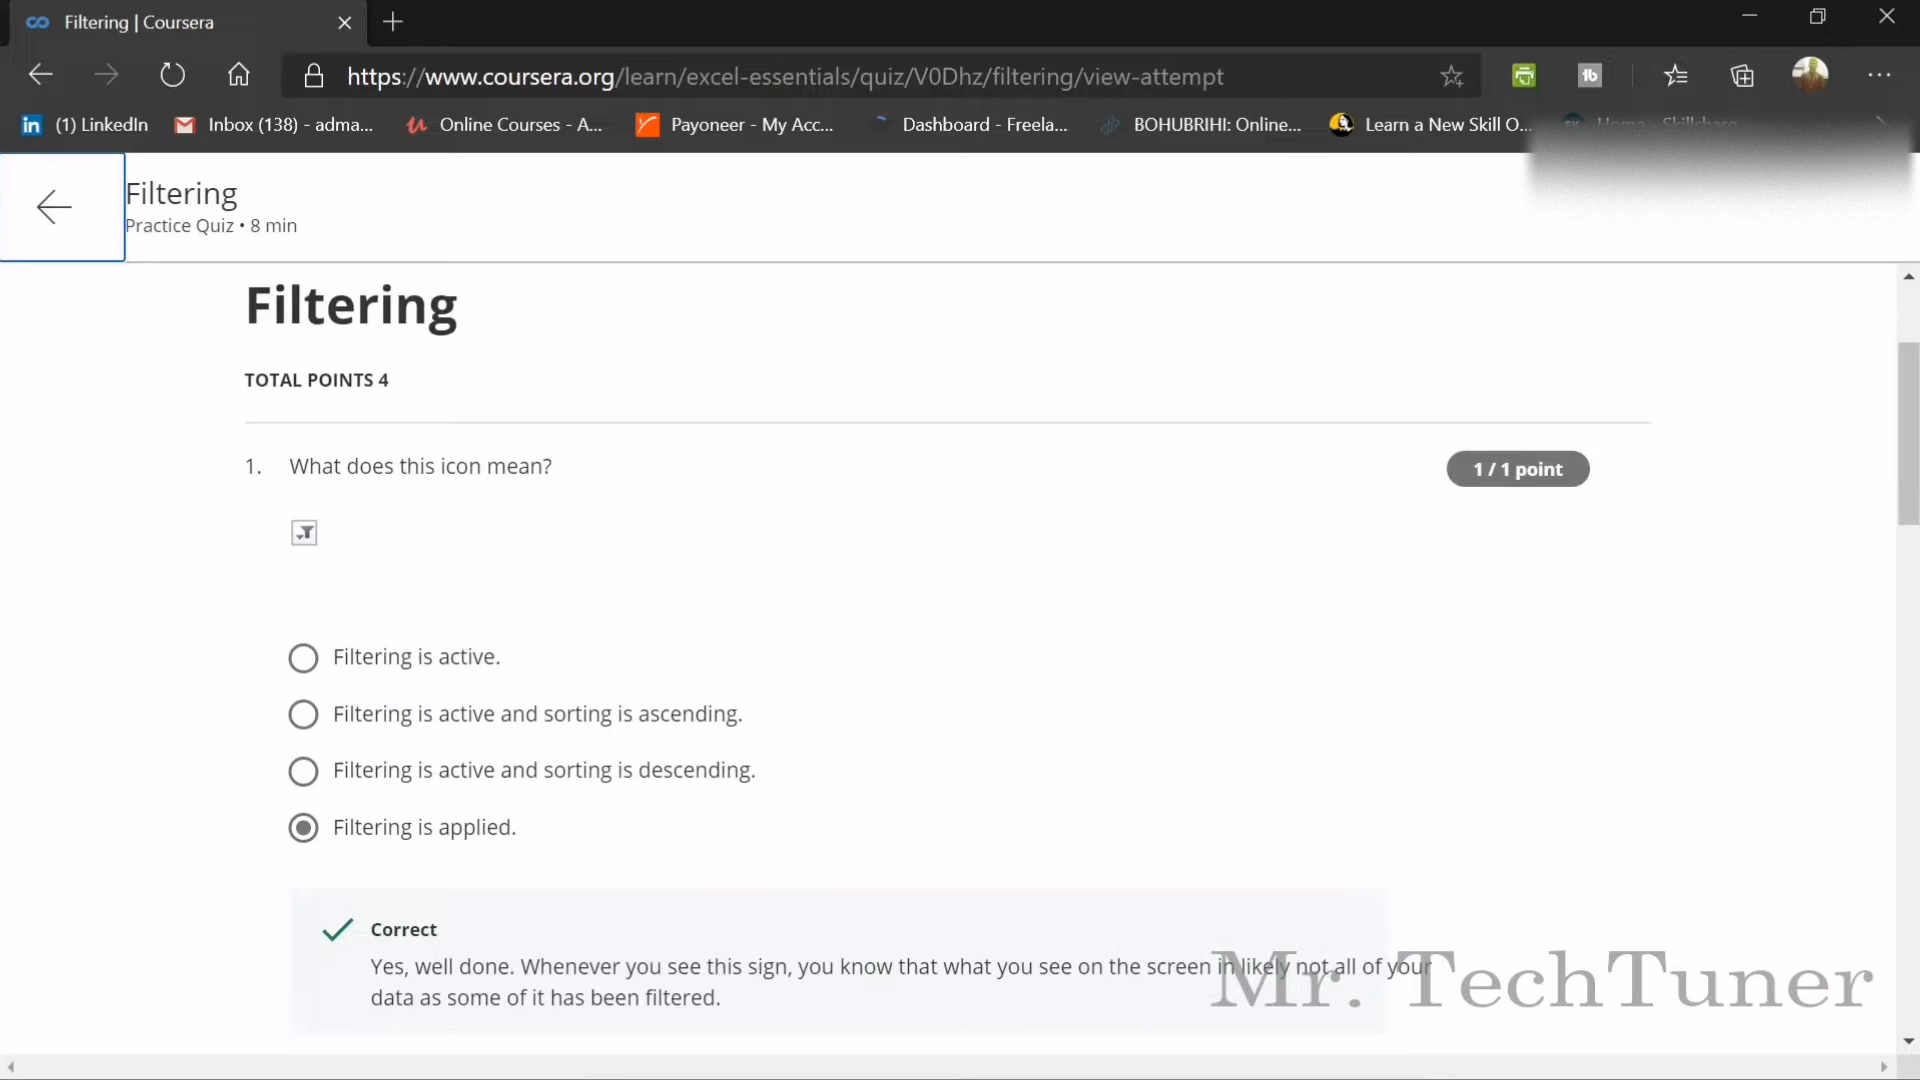 Filtering | Coursera
https://www.coursera.org/learn/excel-essentials/quiz/V0Dhz/filtering/view-attempt
(1) LinkedIn Inbox (138) - adma... Online Courses - A... Payoneer - My Acc... Dashboard - Freela... BOHUBRIHI: Online... Learn a New Skill O... Home - Skillshare
Filtering
Practice Quiz • 8 min
Filtering
TOTAL POINTS 4
1. What does this icon mean? 1 / 1 point
Filtering is active.
Filtering is active and sorting is ascending.
Filtering is active and sorting is descending.
Filtering is applied.
Correct
Yes, well done. Whenever you see this sign, you know that what you see on the screen in likely not all of your
data as some of it has been filtered.
Mr. TechTuner